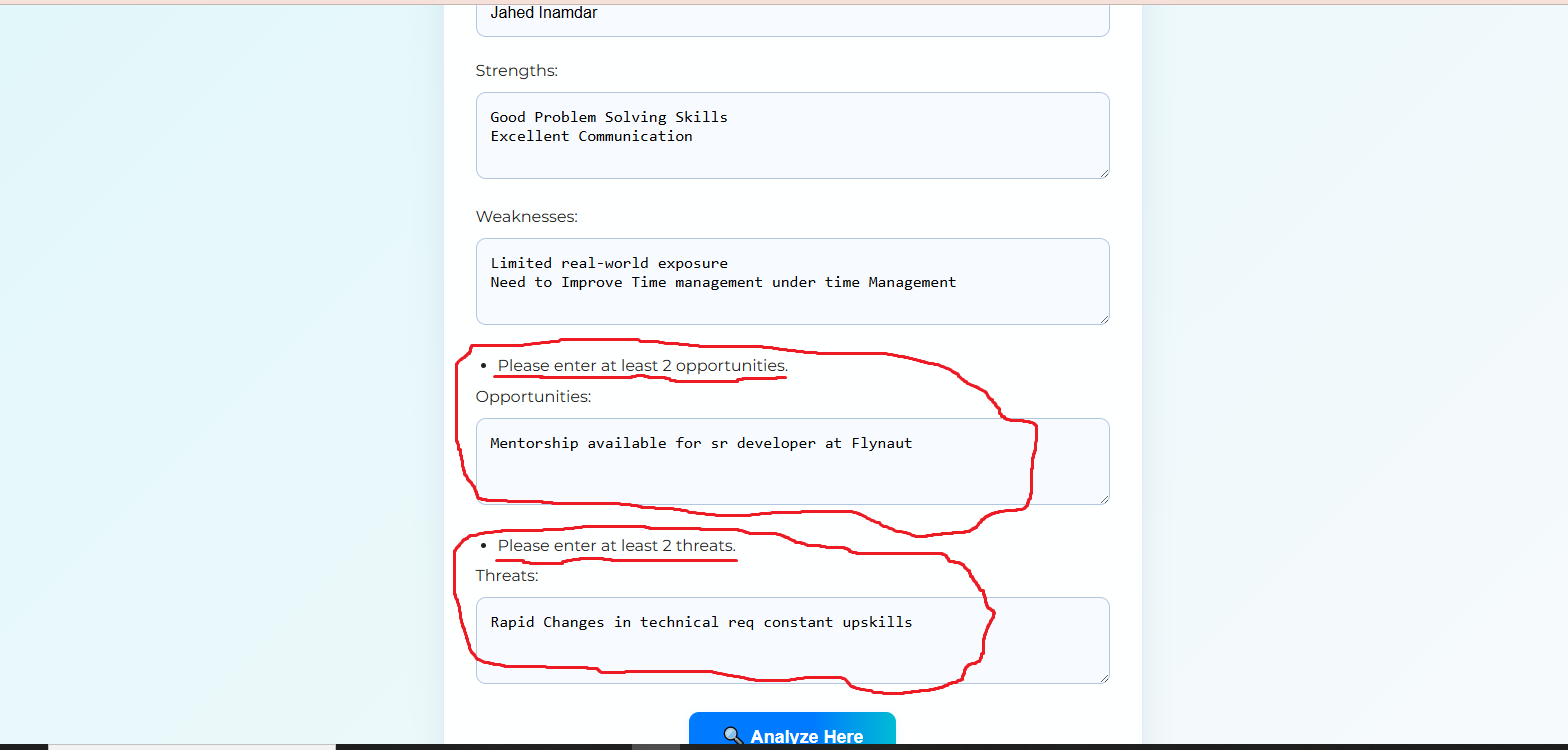 Jahed Inamdar
Strengths:
Good Problem Solving Skills
Excellent Communication
Weaknesses:
Limited real-world exposure
Need to Improve Time management under time Management
Please enter at least 2 opportunities.
Opportunities:
Mentorship available for sr developer at Flynaut
Please enter at least 2 threats.
Threats:
Rapid Changes in technical req constant upskills
Analyze Here